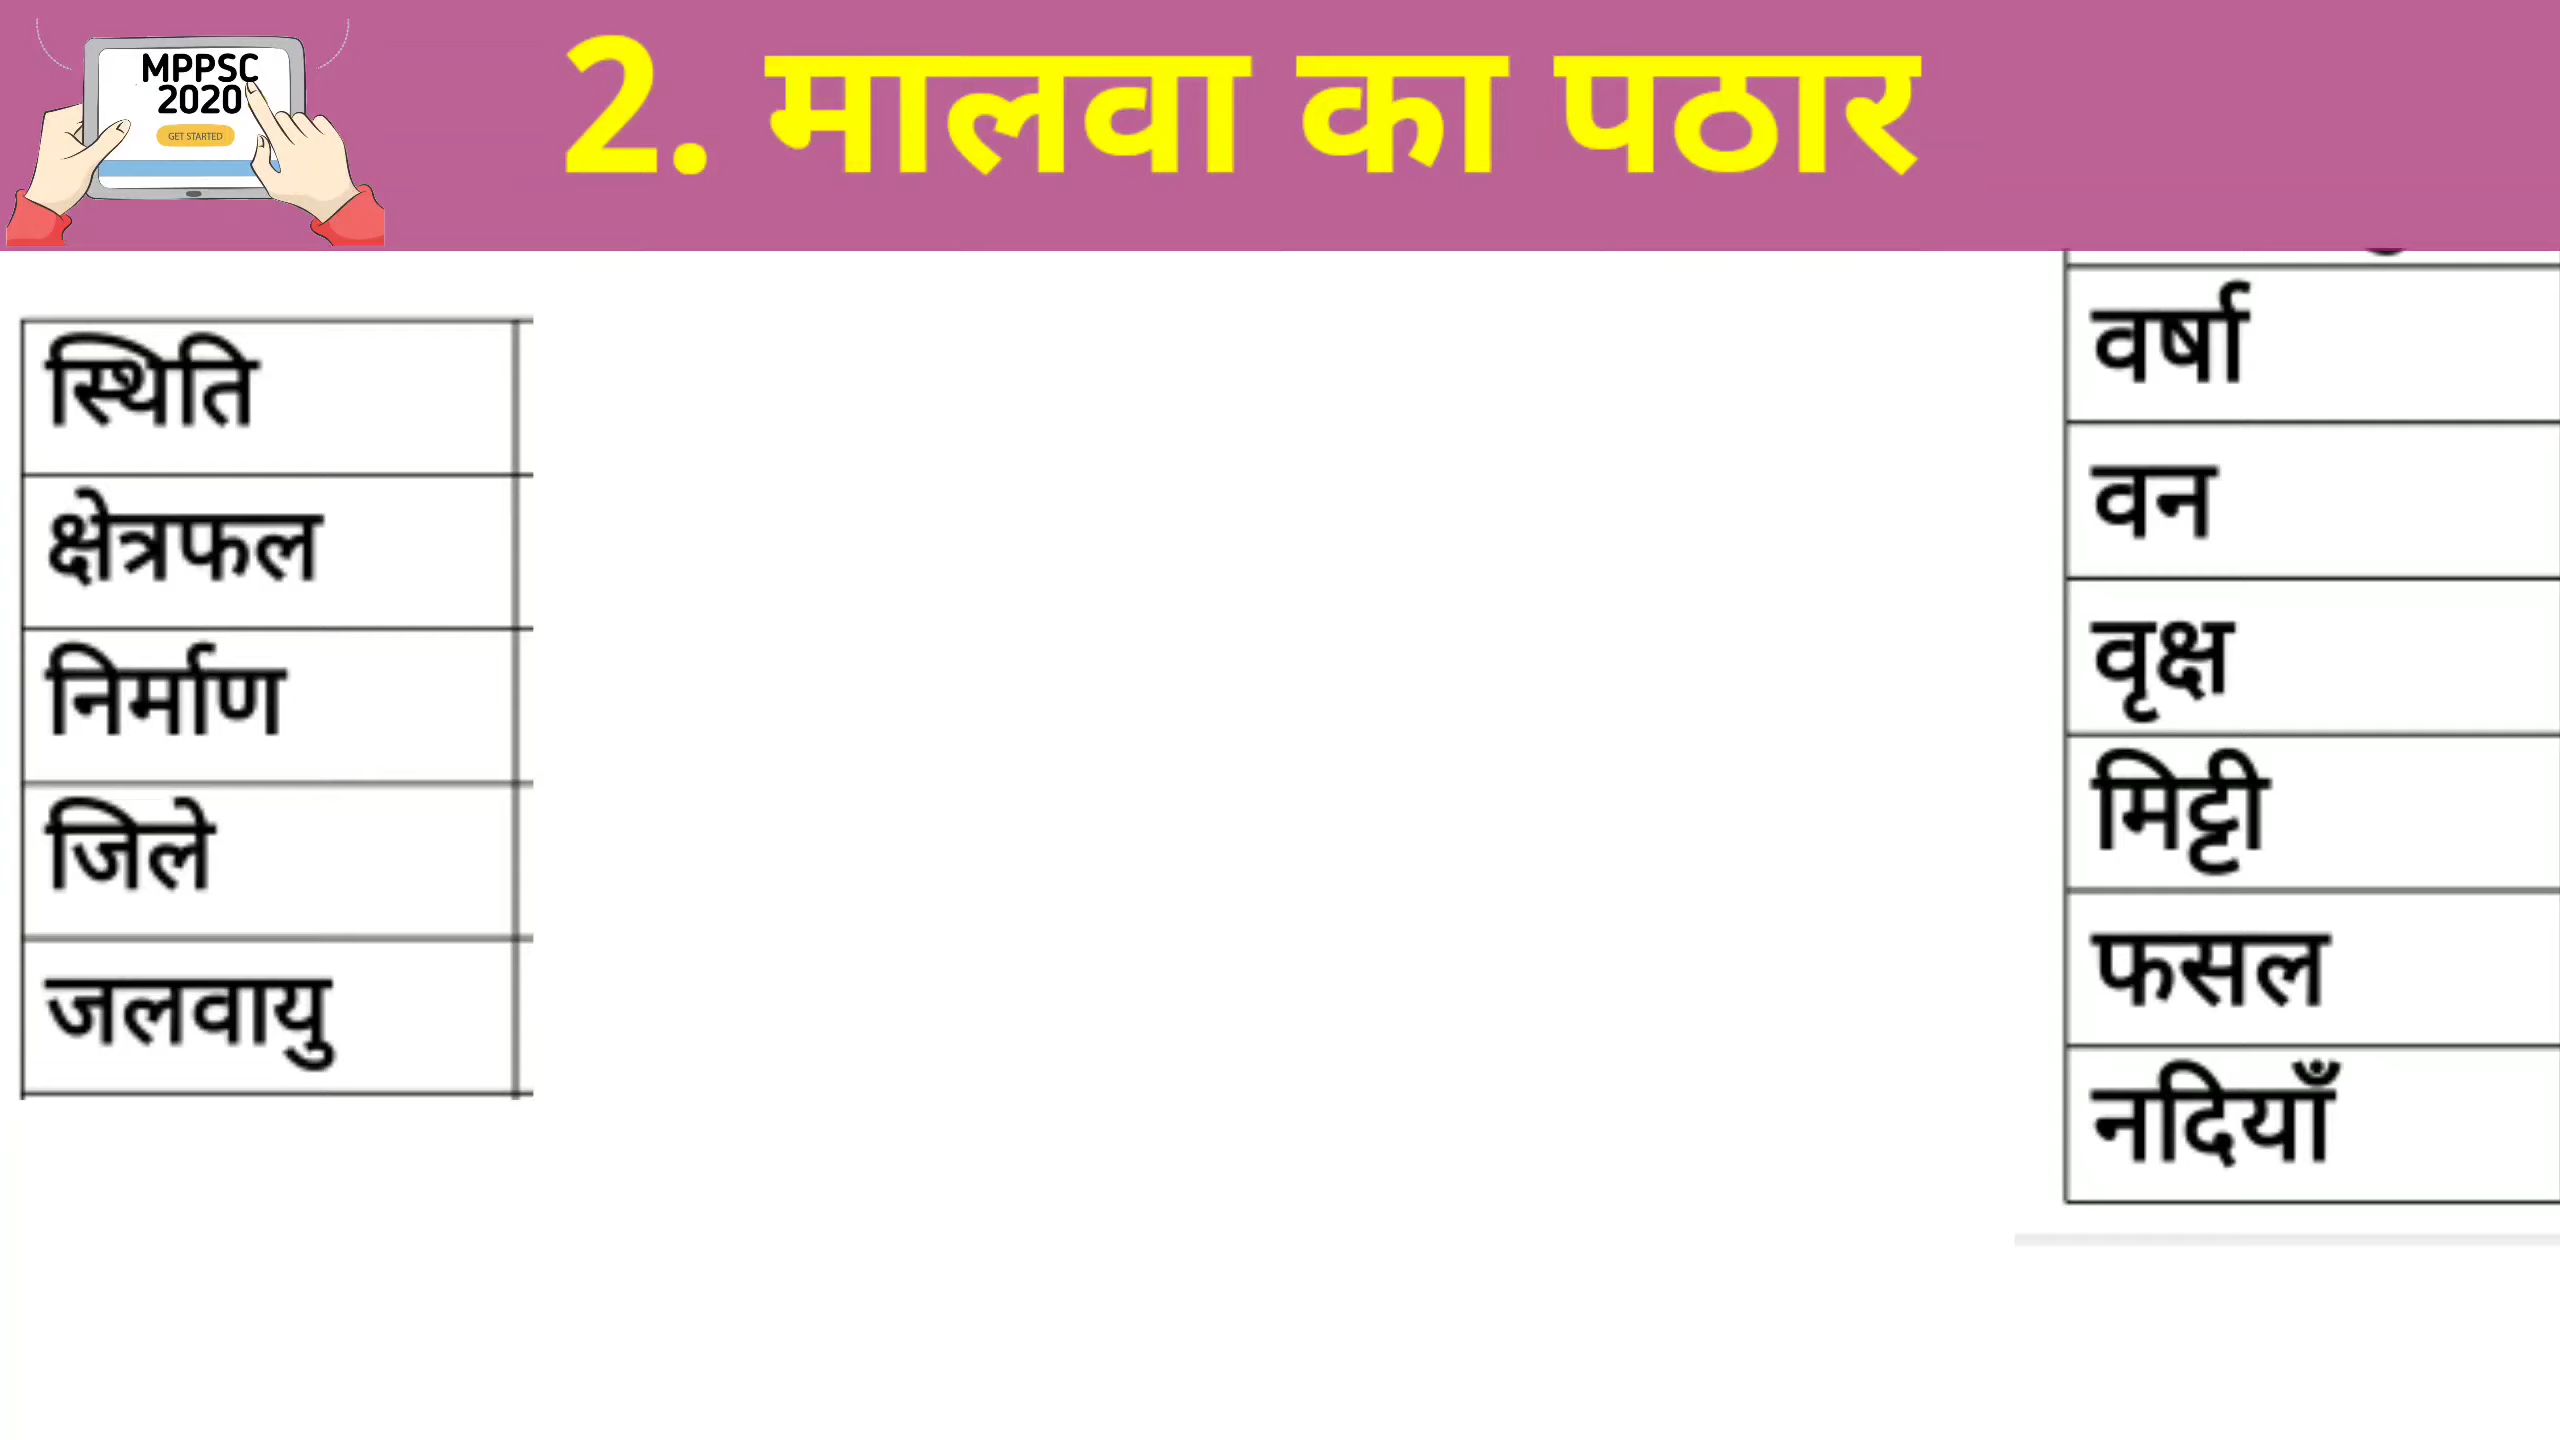 MPPSC
2020
GET STARTED
2. मालवा का पठार
स्थिति
क्षेत्रफल
निर्माण
जिले
जलवायु
वर्षा
वन
वृक्ष
मिट्टी
फसल
नदियाँ